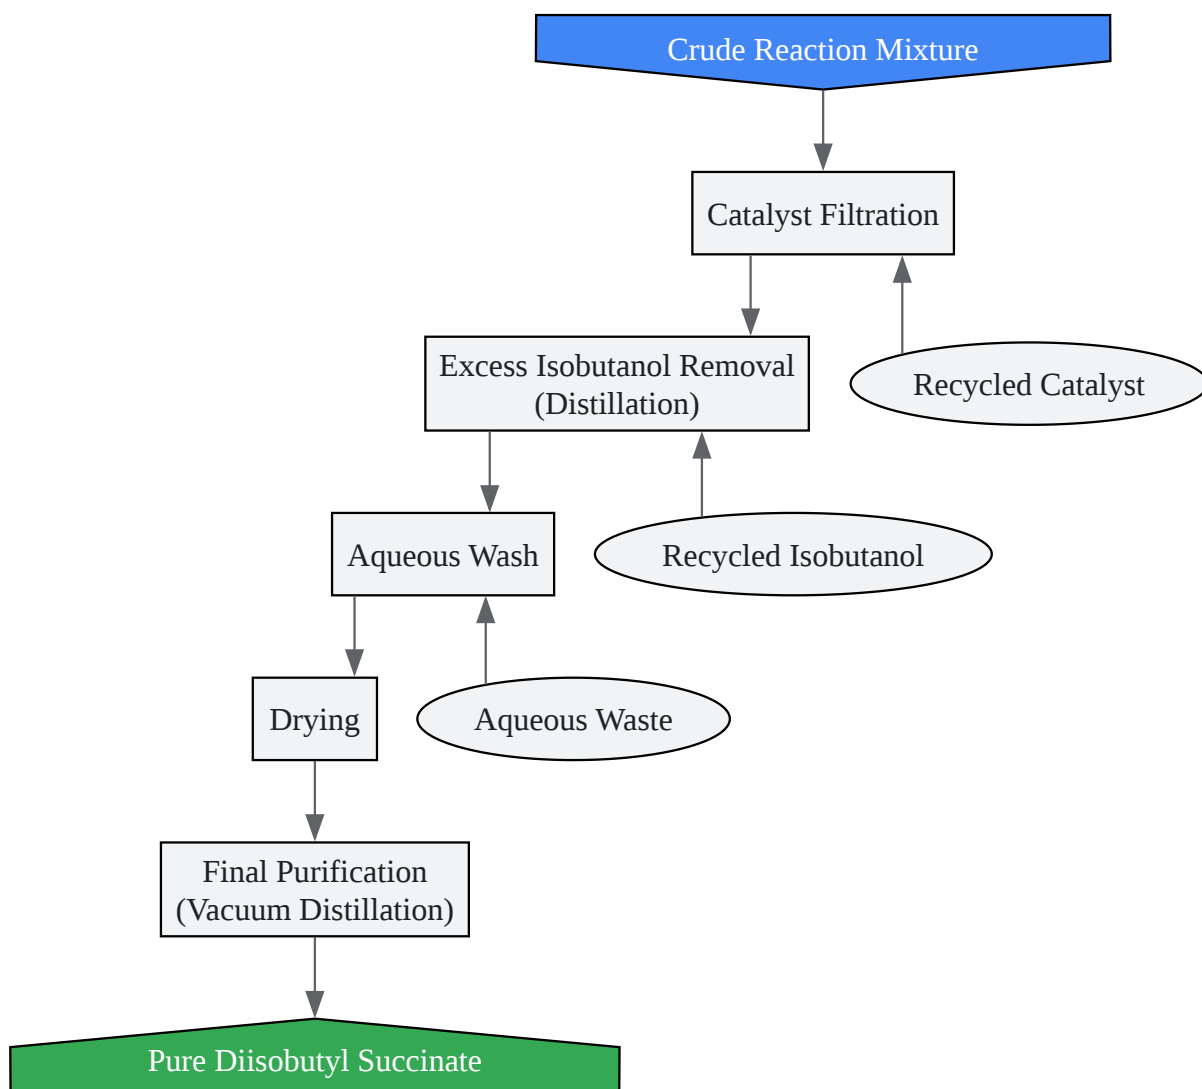 Crude Reaction Mixture
Catalyst Filtration
Excess Isobutanol Removal
(Distillation)
Recycled Catalyst
Aqueous Wash
Recycled Isobutanol
Drying
Aqueous Waste
Final Purification
(Vacuum Distillation)
Pure Diisobutyl Succinate